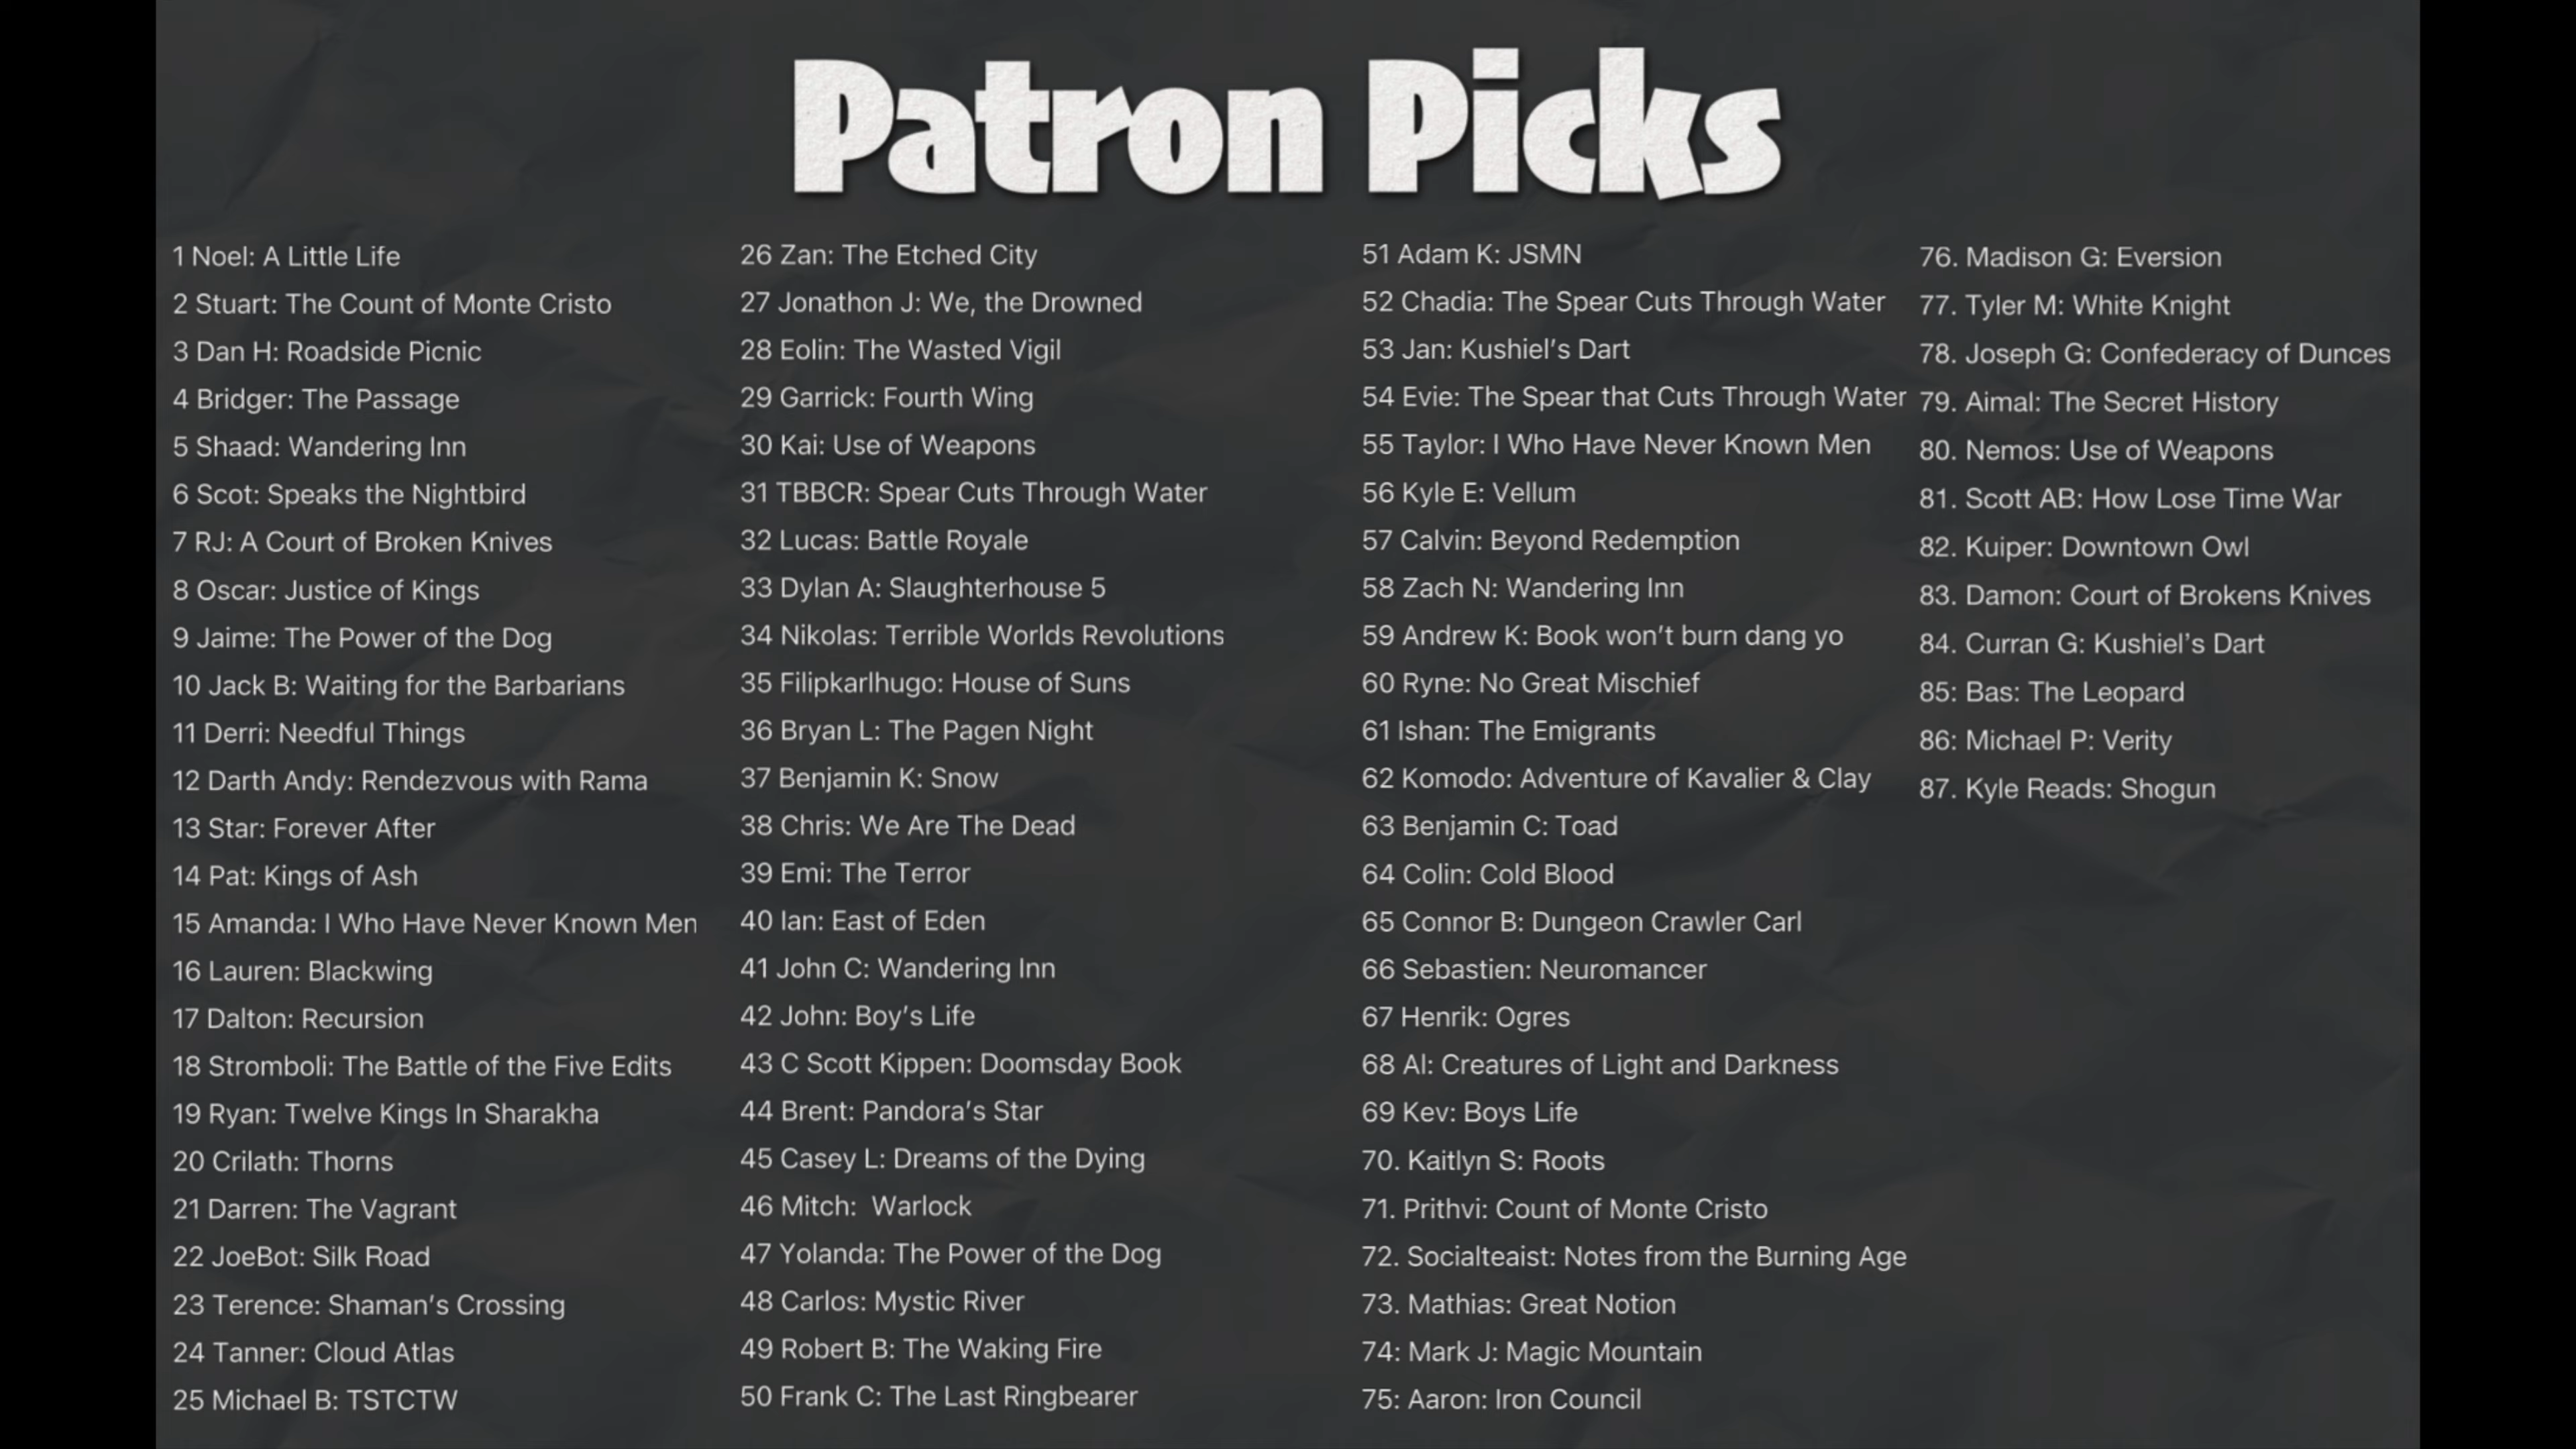 Patron Picks
1 Noel: A Little Life
2 Stuart: The Count of Monte Cristo
3 Dan H: Roadside Picnic
4 Bridger: The Passage
5 Shaad: Wandering Inn
6 Scot: Speaks the Nightbird
7 RJ: A Court of Broken Knives
8 Oscar: Justice of Kings
9 Jaime: The Power of the Dog
10 Jack B: Waiting for the Barbarians
11 Derri: Needful Things
12 Darth Andy: Rendezvous with Rama
13 Star: Forever After
14 Pat: Kings of Ash
15 Amanda: I Who Have Never Known Men
16 Lauren: Blackwing
17 Dalton: Recursion
18 Stromboli: The Battle of the Five Edits
19 Ryan: Twelve Kings In Sharakha
20 Crilath: Thorns
21 Darren: The Vagrant
22 JoeBot: Silk Road
23 Terence: Shaman's Crossing
24 Tanner: Cloud Atlas
25 Michael B: TSTCTW
26 Zan: The Etched City
27 Jonathon J: We, the Drowned
28 Eolin: The Wasted Vigil
29 Garrick: Fourth Wing
30 Kai: Use of Weapons
31 TBBCR: Spear Cuts Through Water
32 Lucas: Battle Royale
33 Dylan A: Slaughterhouse 5
34 Nikolas: Terrible Worlds Revolutions
35 Filipkarlhugo: House of Suns
36 Bryan L: The Pagen Night
37 Benjamin K: Snow
38 Chris: We Are The Dead
39 Emi: The Terror
40 Ian: East of Eden
41 John C: Wandering Inn
42 John: Boy's Life
43 C Scott Kippen: Doomsday Book
44 Brent: Pandora's Star
45 Casey L: Dreams of the Dying
46 Mitch:  Warlock
47 Yolanda: The Power of the Dog
48 Carlos: Mystic River
49 Robert B: The Waking Fire
50 Frank C: The Last Ringbearer
51 Adam K: JSMN
52 Chadia: The Spear Cuts Through Water
53 Jan: Kushiel's Dart
54 Evie: The Spear that Cuts Through Water
55 Taylor: I Who Have Never Known Men
56 Kyle E: Vellum
57 Calvin: Beyond Redemption
58 Zach N: Wandering Inn
59 Andrew K: Book won't burn dang yo
60 Ryne: No Great Mischief
61 Ishan: The Emigrants
62 Komodo: Adventure of Kavalier & Clay
63 Benjamin C: Toad
64 Colin: Cold Blood
65 Connor B: Dungeon Crawler Carl
66 Sebastien: Neuromancer
67 Henrik: Ogres
68 Al: Creatures of Light and Darkness
69 Kev: Boys Life
70. Kaitlyn S: Roots
71. Prithvi: Count of Monte Cristo
72. Socialteaist: Notes from the Burning Age
73. Mathias: Great Notion
74: Mark J: Magic Mountain
75: Aaron: Iron Council
76. Madison G: Eversion
77. Tyler M: White Knight
78. Joseph G: Confederacy of Dunces
79. Aimal: The Secret History
80. Nemos: Use of Weapons
81. Scott AB: How Lose Time War
82. Kuiper: Downtown Owl
83. Damon: Court of Brokens Knives
84. Curran G: Kushiel's Dart
85: Bas: The Leopard
86: Michael P: Verity
87. Kyle Reads: Shogun